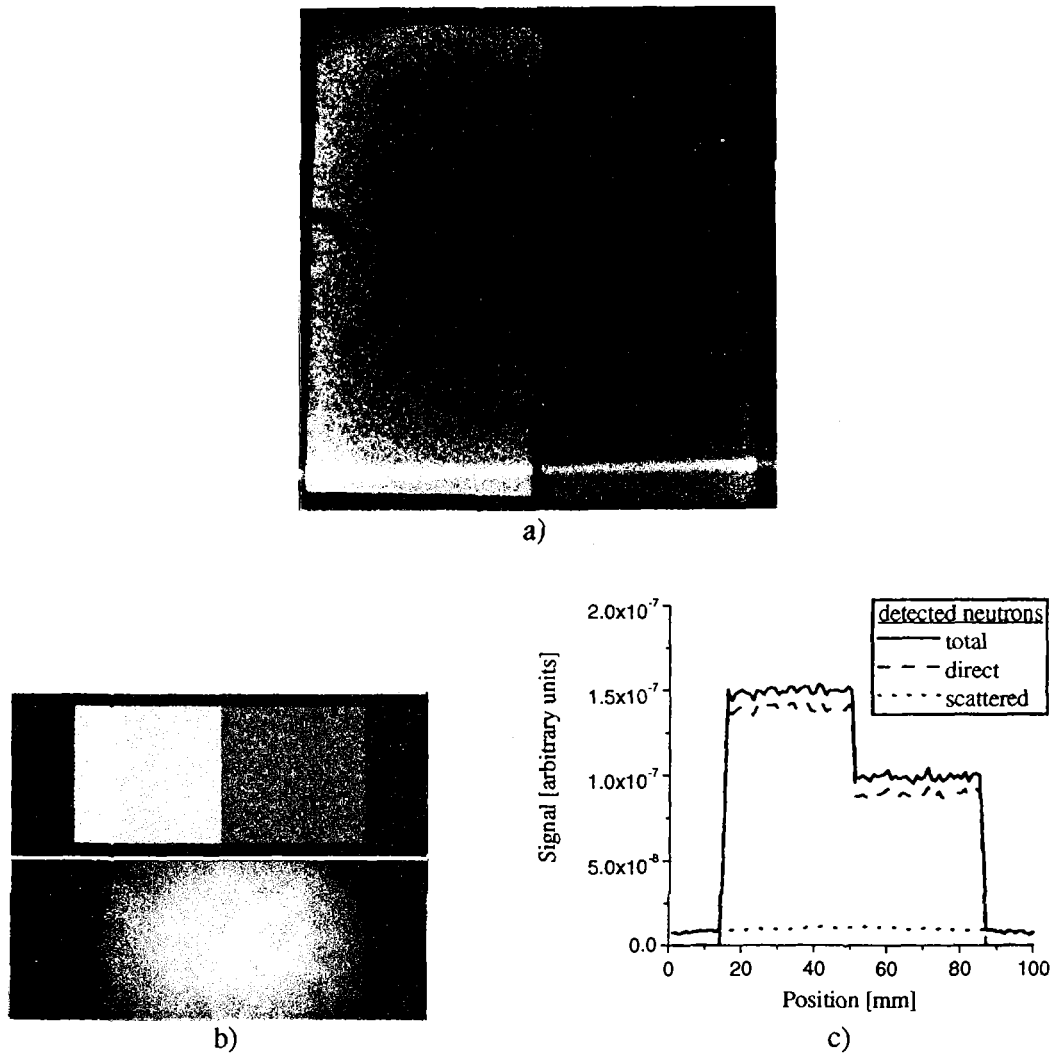 a)
b)
2.0x10-7
1.5x10-7
1.0x10-7
5.0x10-8
0.0
Signal [arbitrary units]
0 20 40 60 80 100
Position [mm]
detected neutrons
total
direct
scattered
c)